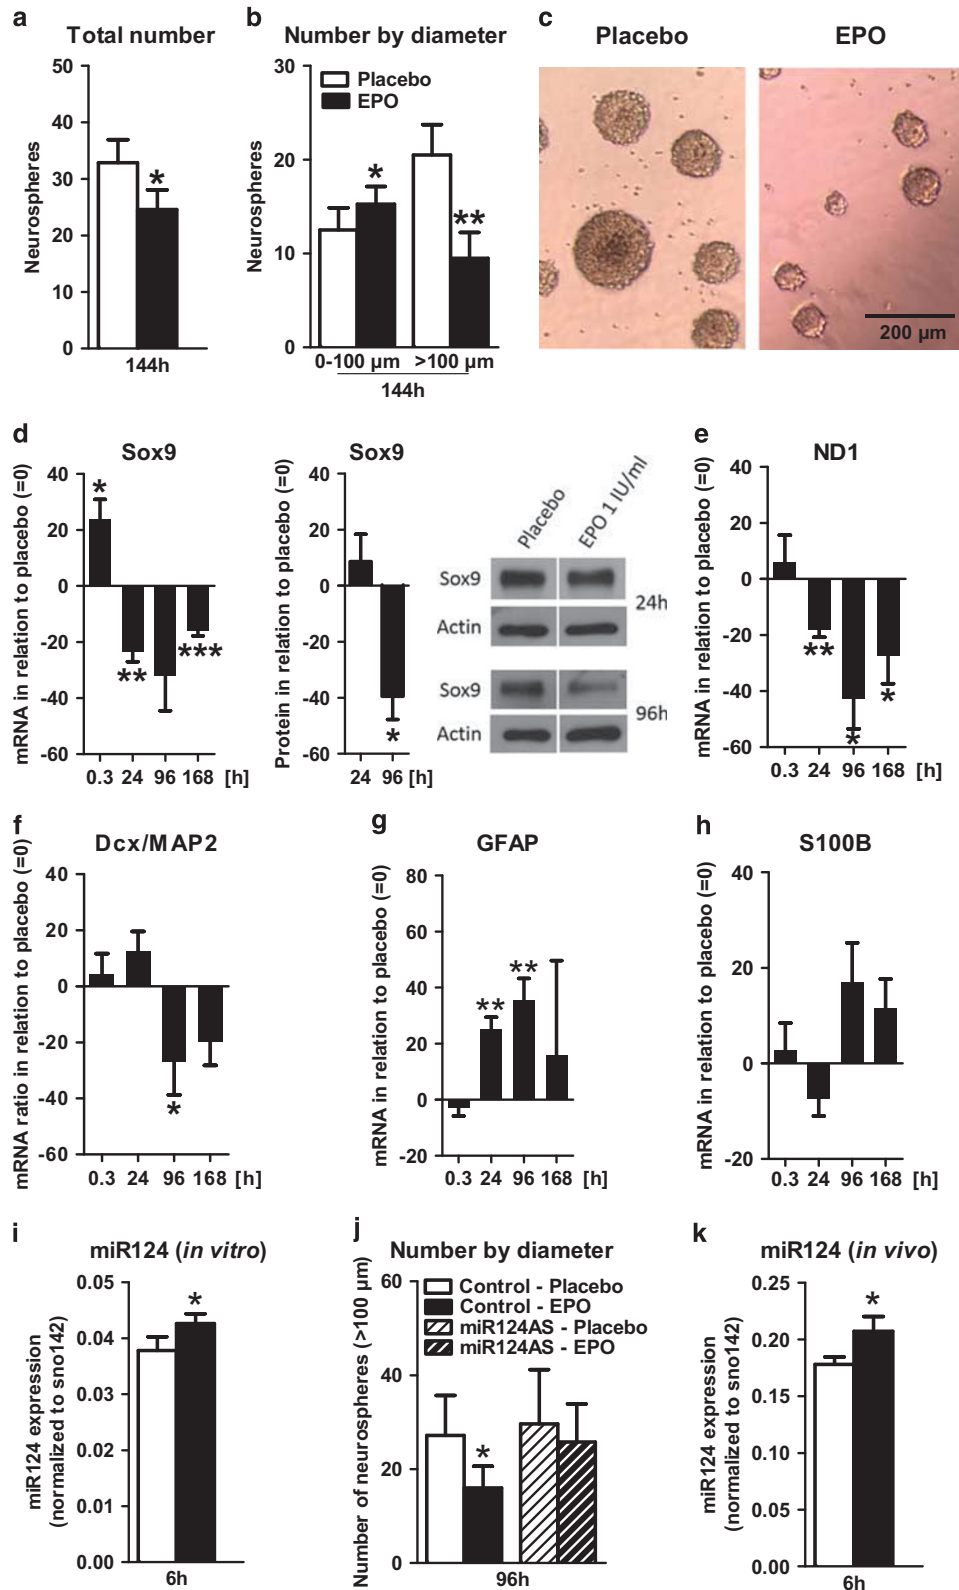 a
Total number
Neurospheres
50
40
30
20
10
0
*
144h
b
Number by diameter
Neurospheres
30
20
10
0
Placebo
EPO
*
**
0-100 µm >100 µm
144h
c
Placebo EPO
200 µm
d
Sox9
mRNA in relation to placebo (=0)
40
20
0
-20
-40
-60
*
**
***
0.3 24 96 168 [h]
Sox9
Protein in relation to placebo (=0)
40
20
0
-20
-40
-60
*
24 96 [h]
Placebo
EPO 1 IU/ml
Sox9
Actin
24h
Sox9
Actin
96h
e
ND1
mRNA in relation to placebo (=0)
40
20
0
-20
-40
-60
**
*
*
0.3 24 96 168 [h]
f
Dcx/MAP2
mRNA ratio in relation to placebo (=0)
40
20
0
-20
-40
-60
*
0.3 24 96 168 [h]
g
GFAP
mRNA in relation to placebo (=0)
80
60
40
20
0
-20
**
**
0.3 24 96 168 [h]
h
S100B
mRNA in relation to placebo (=0)
40
20
0
-20
0.3 24 96 168 [h]
i
miR124 (in vitro)
miR124 expression
(normalized to sno142)
0.05
0.04
0.03
0.02
0.01
0.00
*
6h
j
Number by diameter
Number of neurospheres (>100 µm)
60
40
20
0
Control - Placebo
Control - EPO
miR124AS - Placebo
miR124AS - EPO
*
96h
k
miR124 (in vivo)
miR124 expression
(normalized to sno142)
0.25
0.20
0.15
0.10
0.05
0.00
*
6h